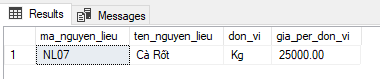 Results Messages
ma_nguyen_lieu ten_nguyen_lieu don_vi gia_per_don_vi
1 NL07 Cà Rốt Kg 25000.00